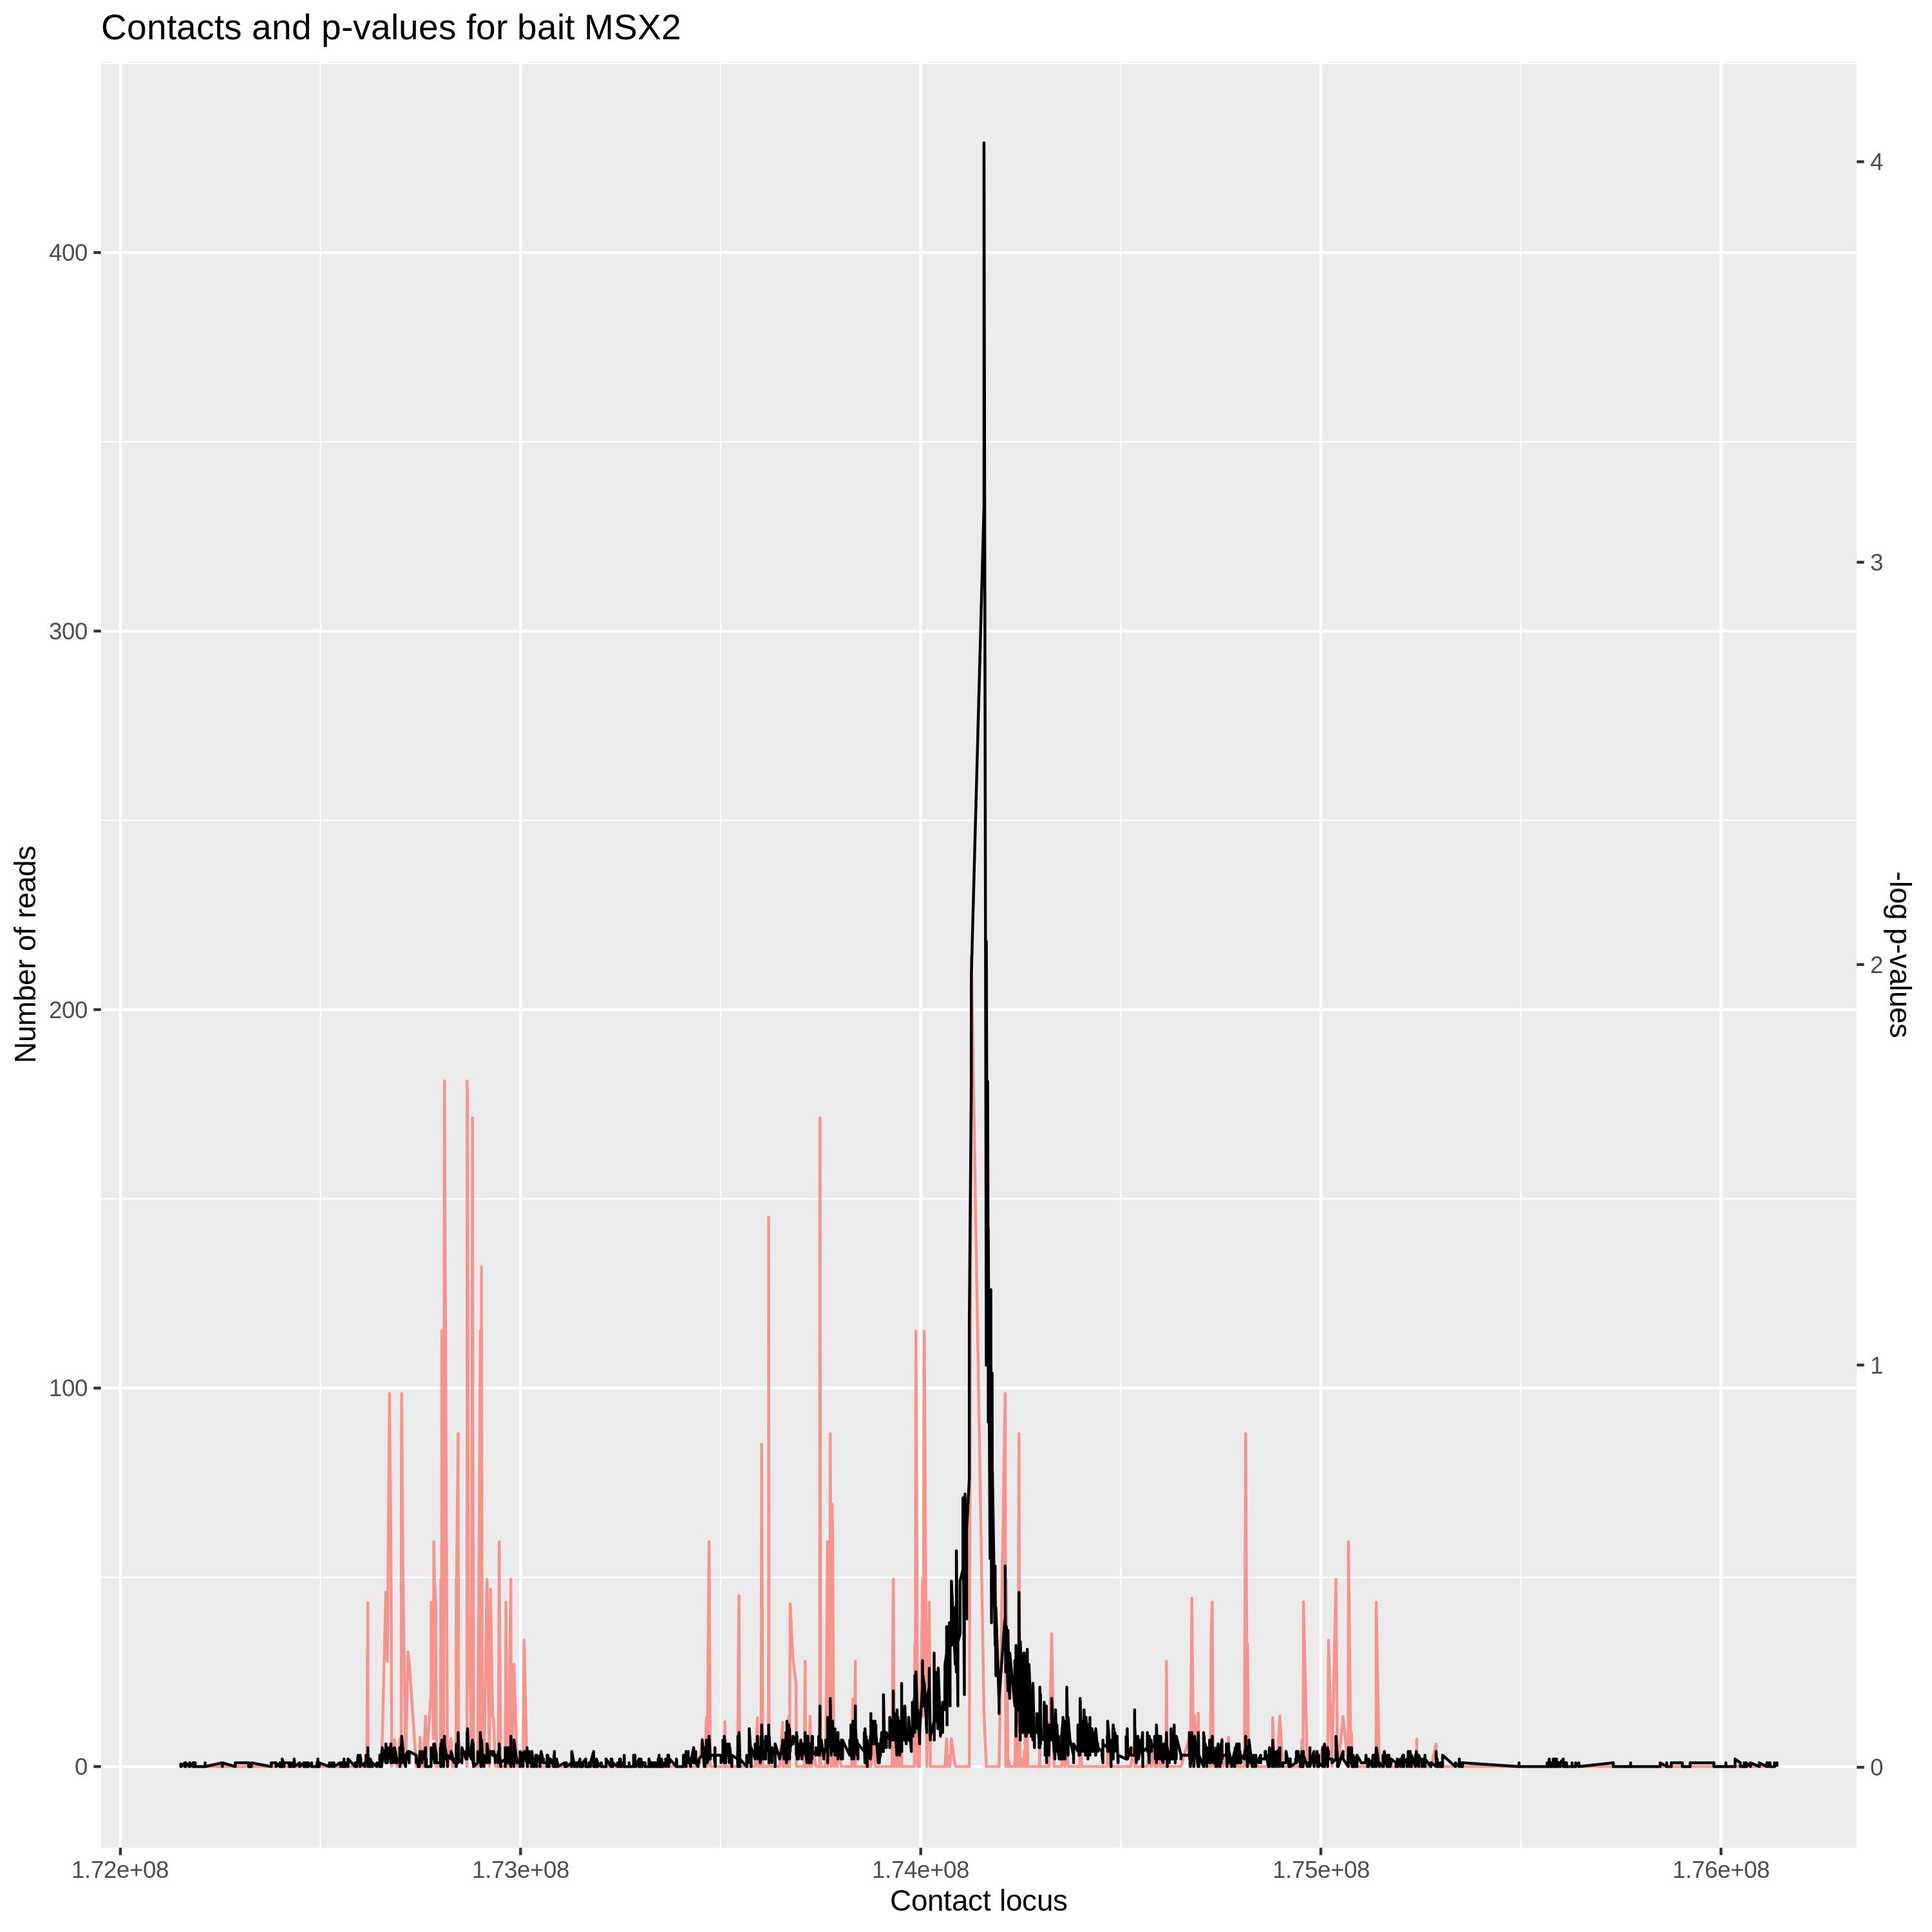 Contacts and p-values for bait MSX2
Number of reads
400
300
200
100
0
4
3
2
1
0
-log p-values
1.72e+08
1.73e+08
1.74e+08
1.75e+08
1.76e+08
Contact locus